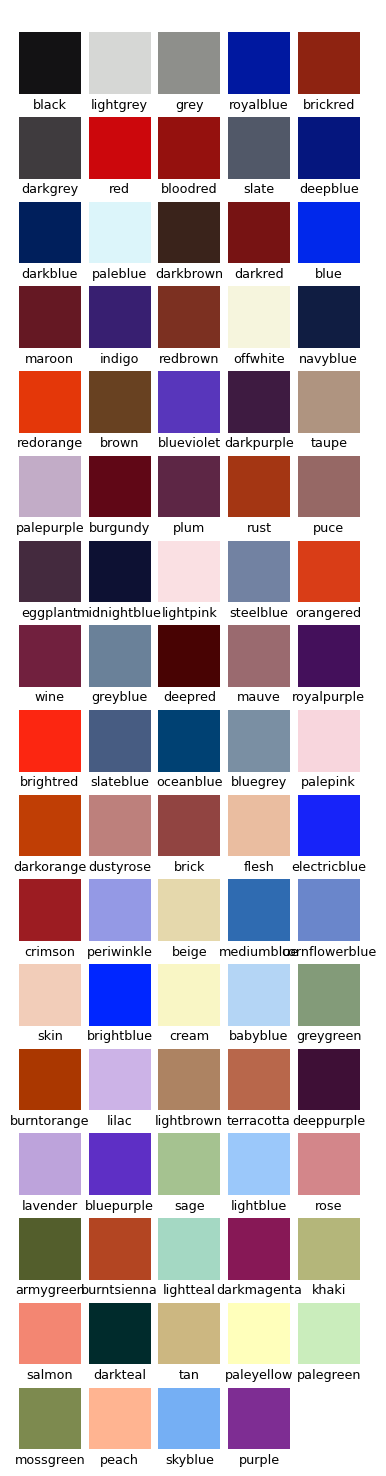 black lightgrey grey royalblue brickred
darkgrey red bloodred slate deepblue
darkblue paleblue darkbrown darkred blue
maroon indigo redbrown offwhite navyblue
redorange brown blueviolet darkpurple taupe
palepurple burgundy plum rust puce
eggplant midnightblue lightpink steelblue orangered
wine greyblue deepred mauve royalpurple
brightred slateblue oceanblue bluegrey palepink
darkorange dustyrose brick flesh electricblue
crimson periwinkle beige mediumblue cornflowerblue
skin brightblue cream babyblue greygreen
burntorange lilac lightbrown terracotta deeppurple
lavender bluepurple sage lightblue rose
armygreen burntsienna lightteal darkmagenta khaki
salmon darkteal tan paleyellow palegreen
mossgreen peach skyblue purple